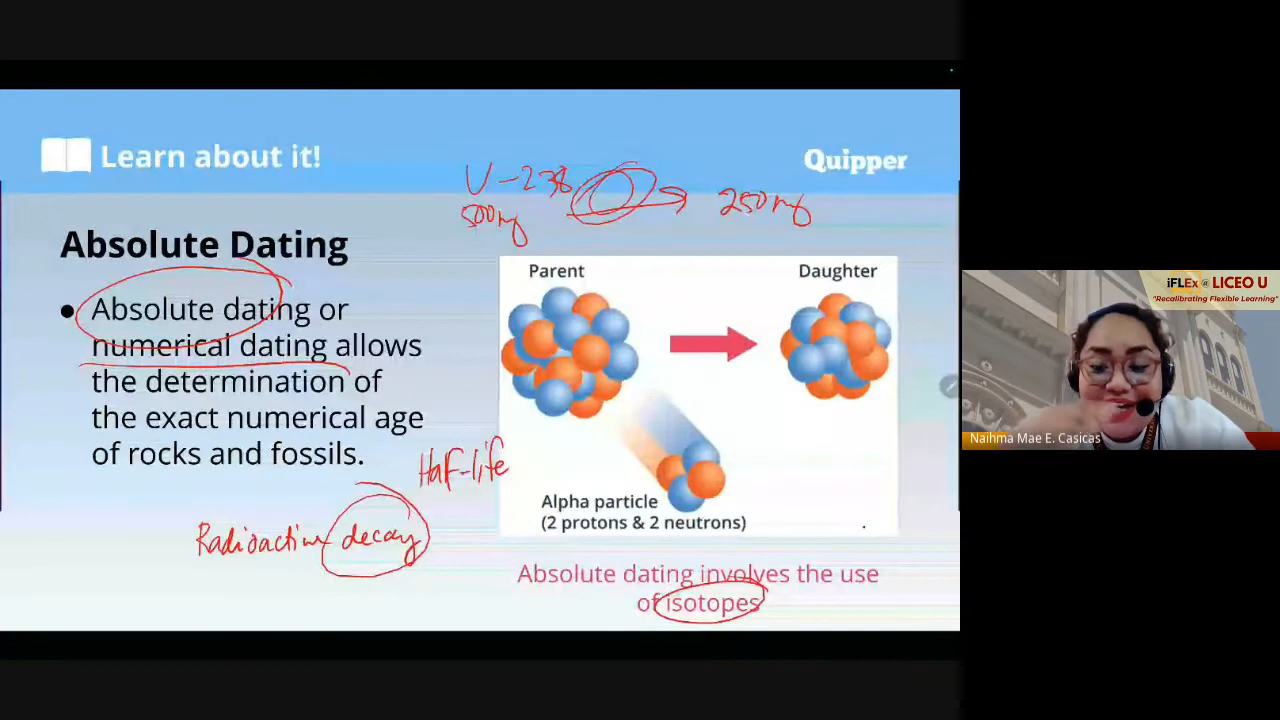 Learn about it!
Quipper
U-238
500mg
250mg
Absolute Dating
Absolute dating or
numerical dating allows
the determination of
the exact numerical age
of rocks and fossils.
Parent
Daughter
Alpha particle
(2 protons & 2 neutrons)
Haf-life
Radioactive decay
Absolute dating involves the use
of isotopes
iFLEx @ LICEO U
"Recalibrating Flexible Learning"
Naihma Mae E. Casicas